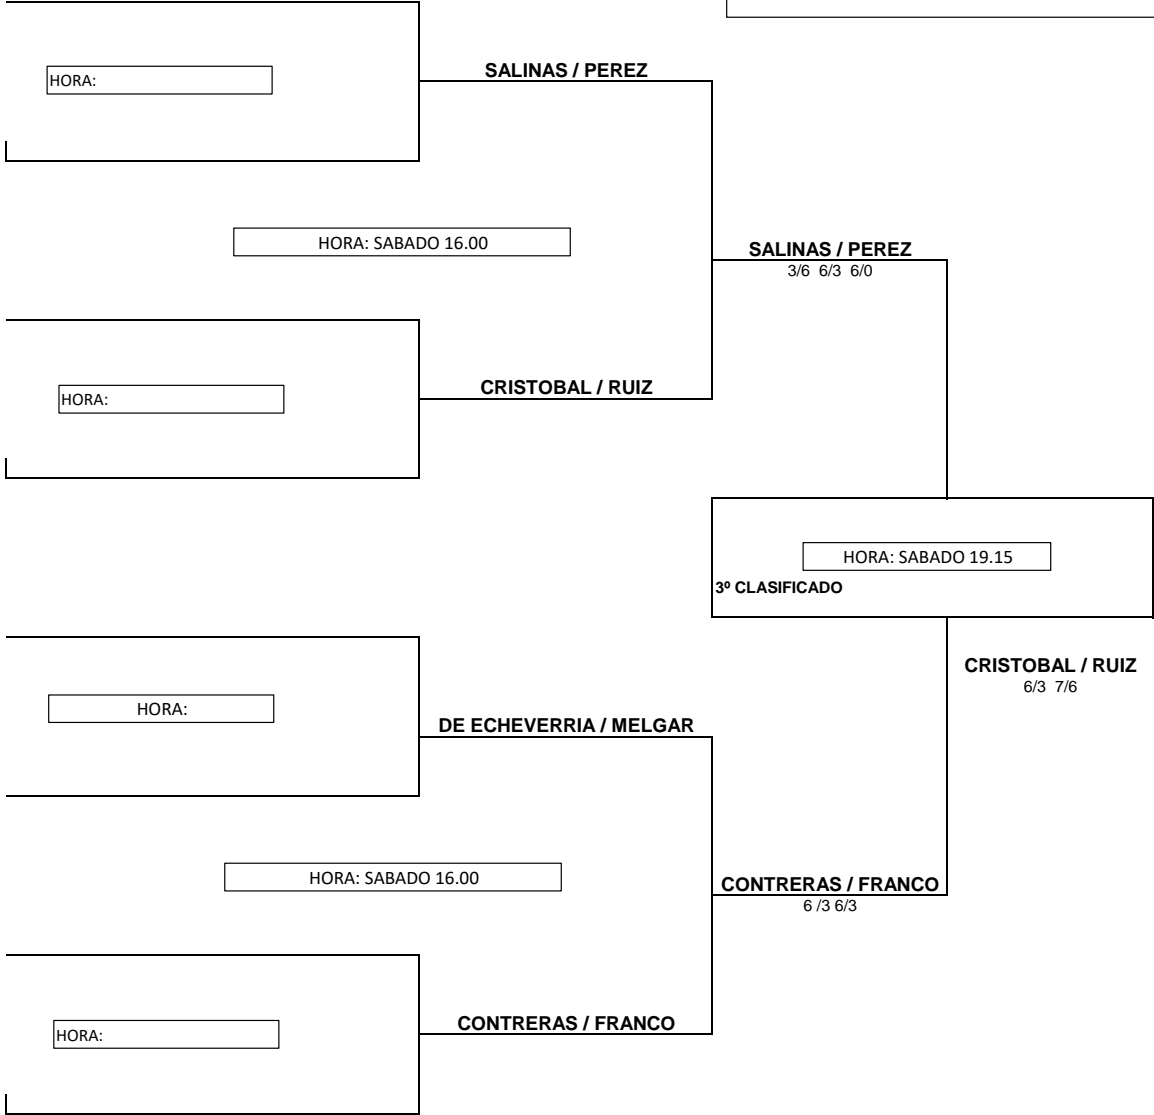 SALINAS / PEREZ
HORA:
HORA: SABADO 16.00
SALINAS / PEREZ
3/6 6/3 6/0
CRISTOBAL / RUIZ
HORA:
HORA: SABADO 19.15
3º CLASIFICADO
CRISTOBAL / RUIZ
6/3 7/6
HORA:
DE ECHEVERRIA / MELGAR
HORA: SABADO 16.00
CONTRERAS / FRANCO
6 /3 6/3
CONTRERAS / FRANCO
HORA: